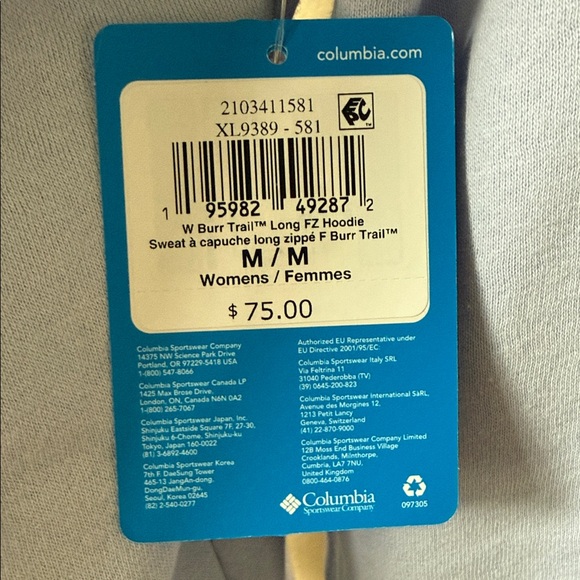 columbia.com
2103411581
XL9389 - 581
EPC™
1 95982 49287 2
W Burr Trail™ Long FZ Hoodie
Sweat à capuche long zippé F Burr Trail™
M / M
Womens / Femmes
$ 75.00
Columbia Sportswear Company
14375 NW Science Park Drive
Portland, OR 97229-5418 USA
1-(800) 547-8066
Columbia Sportswear Canada LP
1425 Max Brose Drive.
London, ON, Canada N6N 0A2
1-(800) 265-7067
Columbia Sportswear Japan, Inc.
Shinjuku Eastside Square 7F, 27-30,
Shinjuku 6-Chome, Shinjuku-ku
Tokyo, Japan 160-0022
(81) 3-6892-4600
Columbia Sportswear Korea
7th F. DaeSung Tower
465-13 JangAn-dong,
DongDaeMun-gu,
Seoul, Korea 02645
(82) 2-540-0277
Authorized EU Representative under
EU Directive 2001/95/EC.
Columbia Sportswear Italy SRL
Via Feltrina 11
31040 Pederobba (TV)
(39) 0645-200-823
Columbia Sportswear International SàRL,
Avenue des Morgines 12.
1213 Petit Lancy
Geneva, Switzerland
(41) 22-870-9000
Columbia Sportswear Company Limited
12B Moss End Business Village
Crooklands, Milnthorpe,
Cumbria, LA7 7NU.
United Kingdom
0800-464-0876
Columbia
Sportswear Company
097305